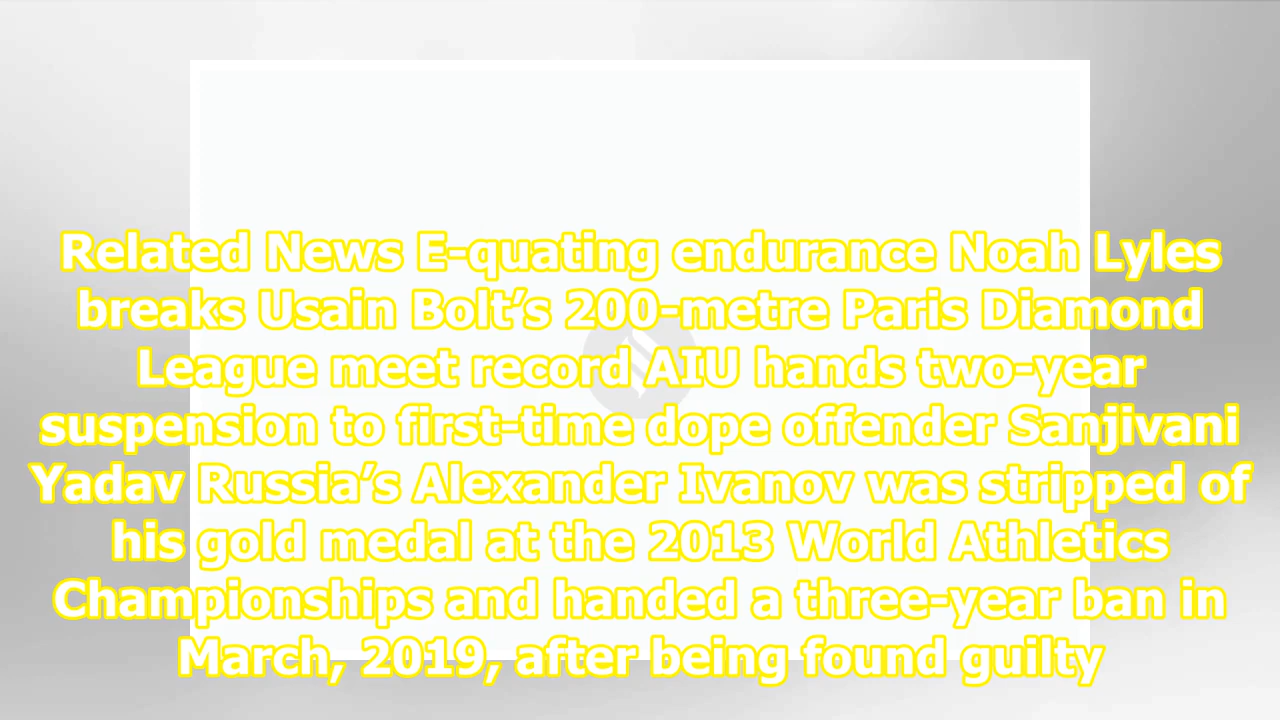 Related News E-quating endurance Noah Lyles
breaks Usain Bolt’s 200-metre Paris Diamond
League meet record AIU hands two-year
suspension to first-time dope offender Sanjivani
Yadav Russia’s Alexander Ivanov was stripped of
his gold medal at the 2013 World Athletics
Championships and handed a three-year ban in
March, 2019, after being found guilty